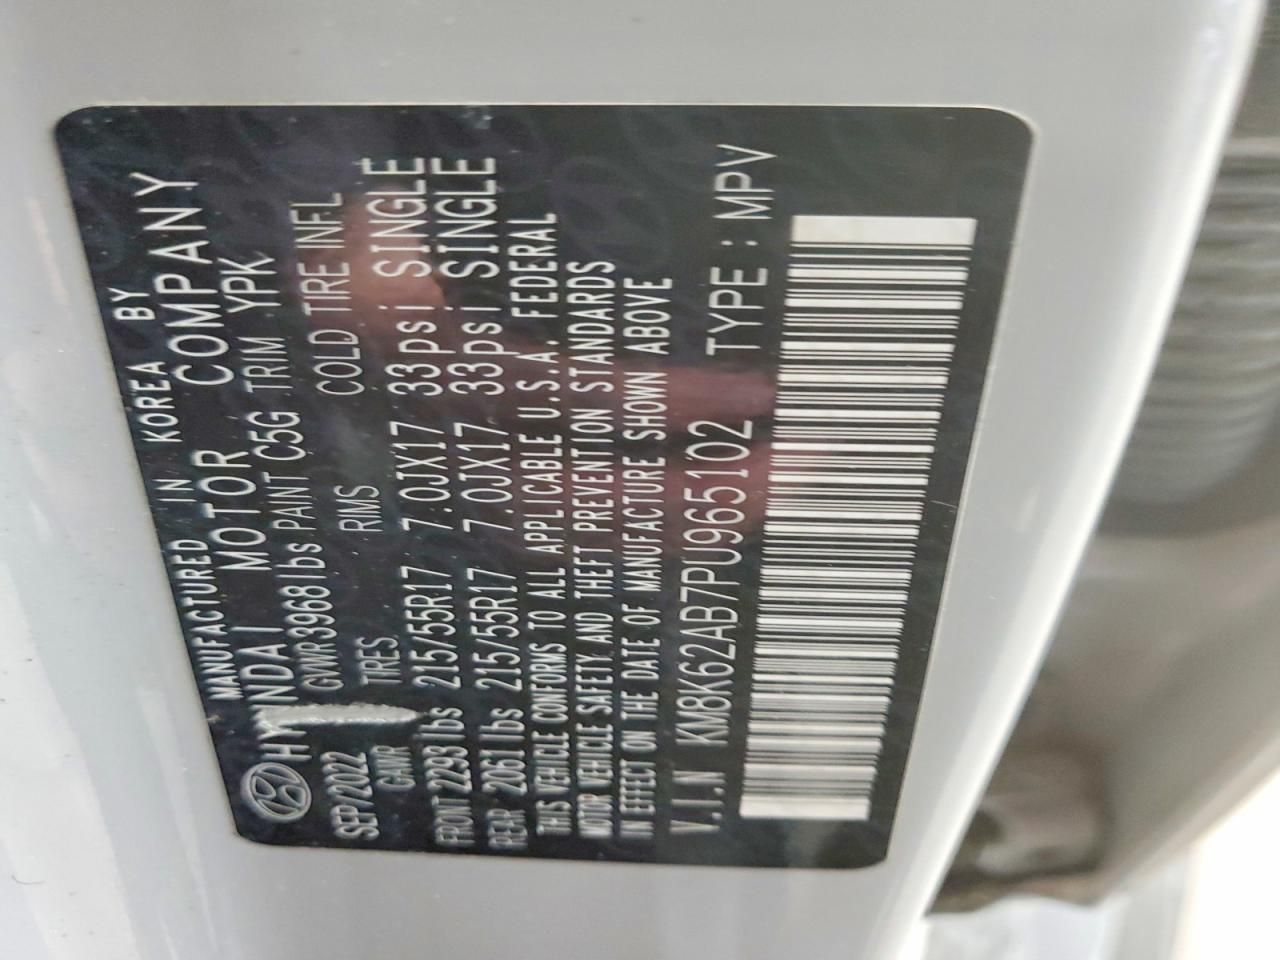 MANUFACTURED IN KOREA BY
HYUNDAI MOTOR COMPANY
SEP/2022 GVWR3968lbs PAINT C5G TRIM YPK
GAWR TIRES RIMS COLD TIRE INFL
FRONT 2293lbs 215/55R17 7.0JX17 33psi SINGLE
REAR 2061lbs 215/55R17 7.0JX17 33psi SINGLE
THIS VEHICLE CONFORMS TO ALL APPLICABLE U.S.A. FEDERAL
MOTOR VEHICLE SAFETY AND THEFT PREVENTION STANDARDS
IN EFFECT ON THE DATE OF MANUFACTURE SHOWN ABOVE
V.I.N KM8K62AB7PU965102 TYPE : MPV